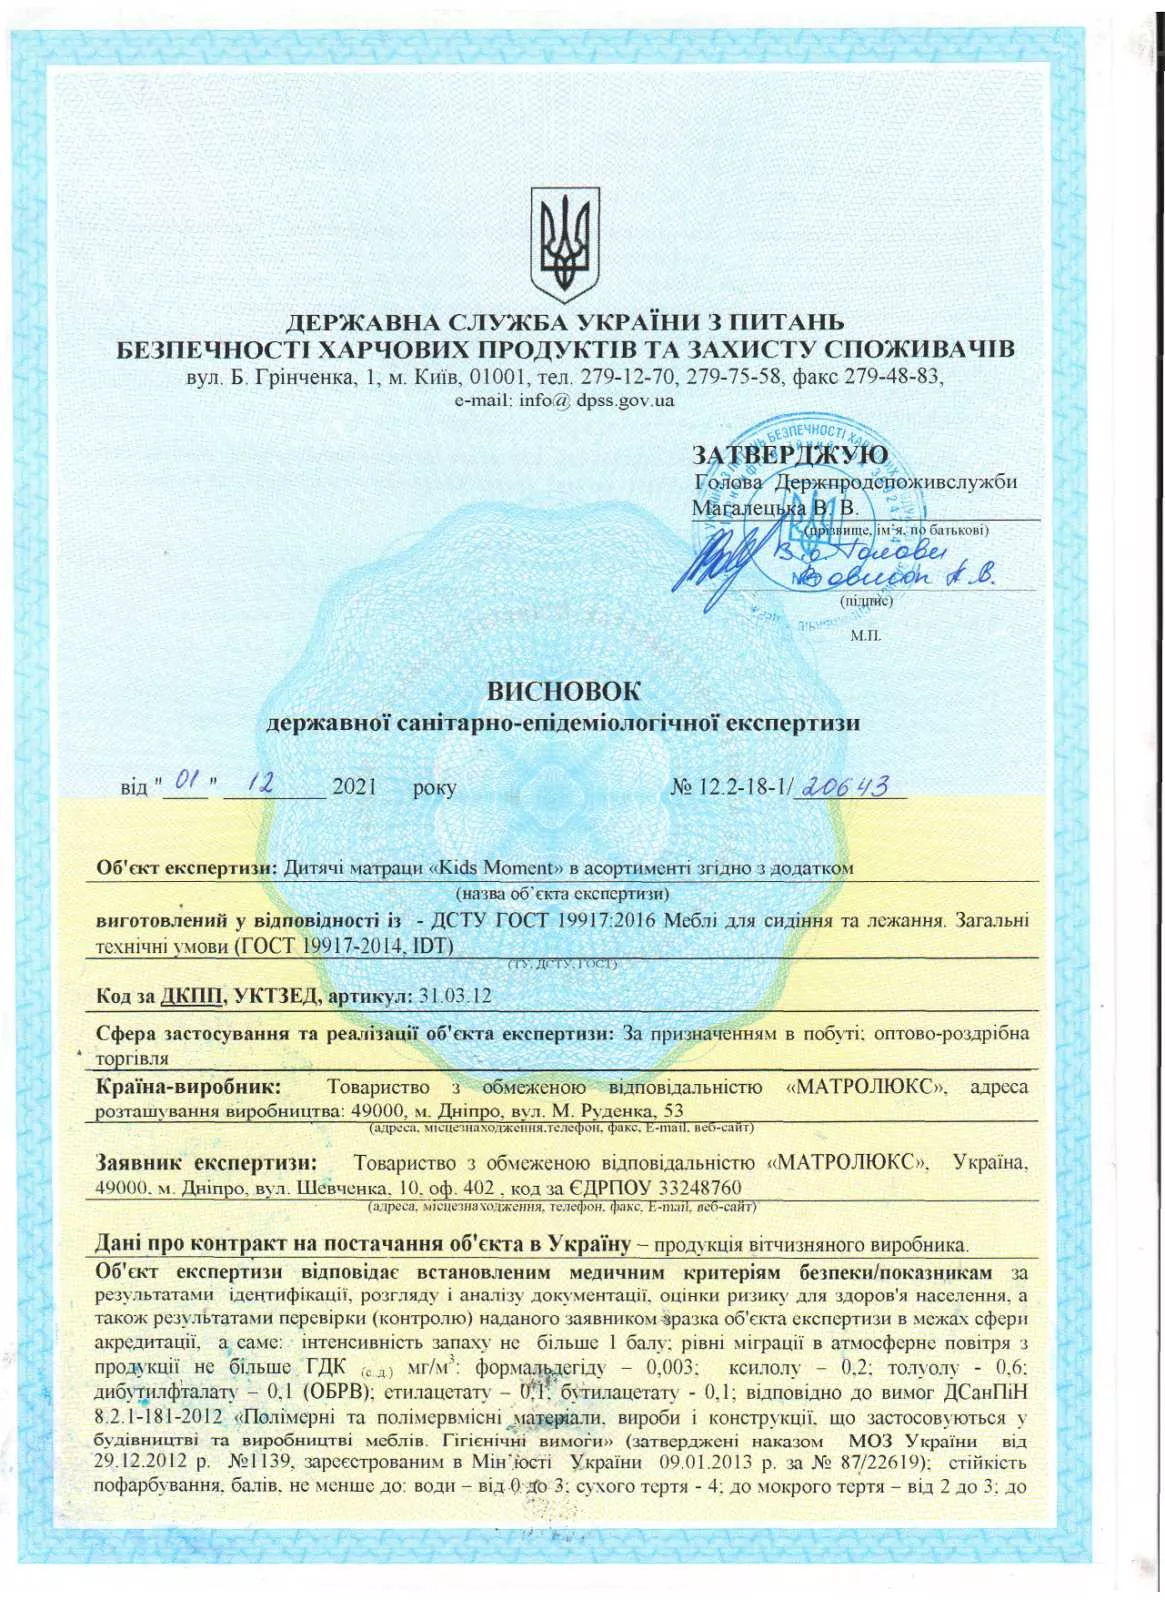 ДЕРЖАВНА СЛУЖБА УКРАЇНИ З ПИТАНЬ
БЕЗПЕЧНОСТІ ХАРЧОВИХ ПРОДУКТІВ ТА ЗАХИСТУ СПОЖИВАЧІВ
вул. Б. Грінченка, 1, м. Київ, 01001, тел. 279-12-70, 279-75-58, факс 279-48-83,
e-mail: info@ dpss.gov.ua
ЗАТВЕРДЖУЮ
Голова Держпродспоживслужби
Магалецька В. В.
(прізвище, ім'я, по батькові)
В.о. Голови
А.В.
(підпис)
М.П.
ВИСНОВОК
державної санітарно-епідеміологічної експертизи
від "01" 12 2021 року № 12.2-18-1/20643
Об'єкт експертизи: Дитячі матраци «Kids Moment» в асортименті згідно з додатком
(назва об'єкта експертизи)
виготовлений у відповідності із - ДСТУ ГОСТ 19917:2016 Меблі для сидіння та лежання. Загальні
технічні умови (ГОСТ 19917-2014, IDT)
(ТУ, ДСТУ, ГОСТ)
Код за ДКПП, УКТЗЕД, артикул: 31.03.12
Сфера застосування та реалізації об'єкта експертизи: За призначенням в побуті; оптово-роздрібна
торгівля
Країна-виробник: Товариство з обмеженою відповідальністю «МАТРОЛЮКС», адреса
розташування виробництва: 49000, м. Дніпро, вул. М. Руденка, 53
(адреса, місцезнаходження,телефон, факс, E-mail, веб-сайт)
Заявник експертизи: Товариство з обмеженою відповідальністю «МАТРОЛЮКС», Україна,
49000, м. Дніпро, вул. Шевченка, 10, оф. 402 , код за ЄДРПОУ 33248760
(адреса, місцезнаходження, телефон, факс, E-mail, веб-сайт)
Дані про контракт на постачання об'єкта в Україну – продукція вітчизняного виробника.
Об'єкт експертизи відповідає встановленим медичним критеріям безпеки/показникам за
результатами ідентифікації, розгляду і аналізу документації, оцінки ризику для здоров'я населення, а
також результатами перевірки (контролю) наданого заявником зразка об'єкта експертизи в межах сфери
акредитації, а саме: інтенсивність запаху не більше 1 балу; рівні міграції в атмосферне повітря з
продукції не більше ГДК (с.д.) мг/м³: формальдегіду – 0,003; ксилолу – 0,2; толуолу - 0,6;
дибутилфталату – 0,1 (ОБРВ); етилацетату – 0,1; бутилацетату - 0,1; відповідно до вимог ДСанПіН
8.2.1-181-2012 «Полімерні та полімервмісні матеріали, вироби і конструкції, що застосовуються у
будівництві та виробництві меблів. Гігієнічні вимоги» (затверджені наказом МОЗ України від
29.12.2012 р. №1139, зареєстрованим в Мін'юсті України 09.01.2013 р. за № 87/22619); стійкість
пофарбування, балів, не менше до: води – від 0 до 3; сухого тертя - 4; до мокрого тертя – від 2 до 3; до